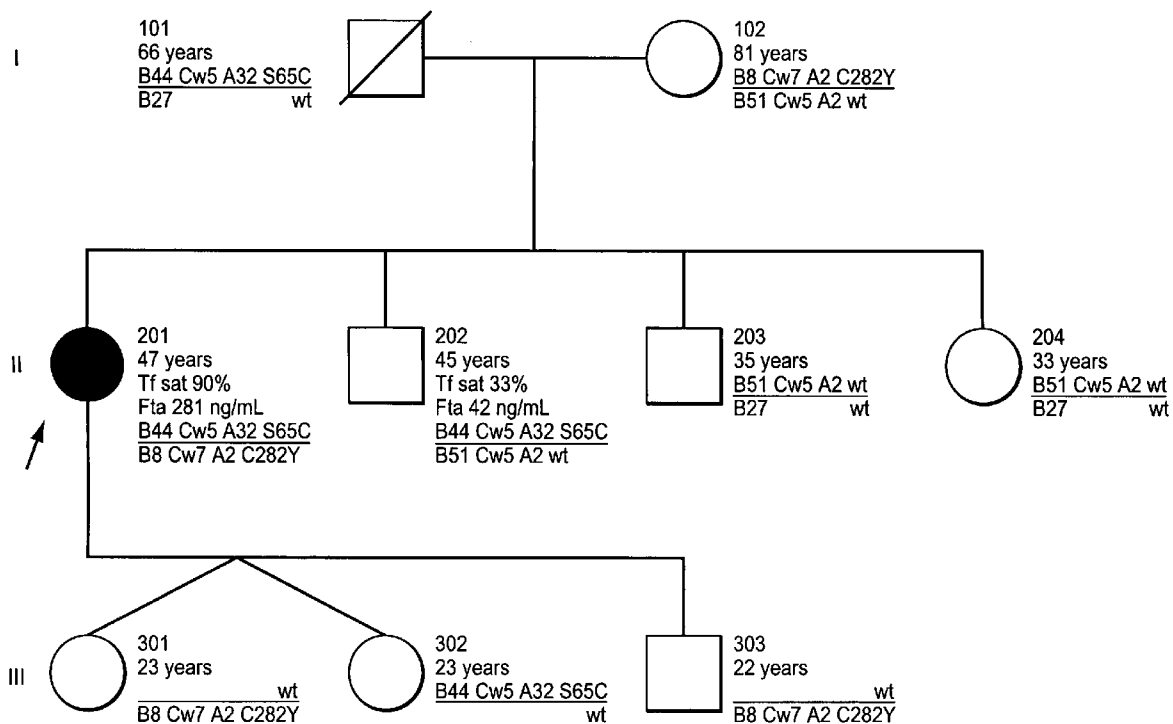 I
101
66 years
B44 Cw5 A32 S65C
B27 wt
102
81 years
B8 Cw7 A2 C282Y
B51 Cw5 A2 wt
II
201
47 years
Tf sat 90%
Fta 281 ng/mL
B44 Cw5 A32 S65C
B8 Cw7 A2 C282Y
202
45 years
Tf sat 33%
Fta 42 ng/mL
B44 Cw5 A32 S65C
B51 Cw5 A2 wt
203
35 years
B51 Cw5 A2 wt
B27 wt
204
33 years
B51 Cw5 A2 wt
B27 wt
III
301
23 years
wt
B8 Cw7 A2 C282Y
302
23 years
B44 Cw5 A32 S65C
wt
303
22 years
wt
B8 Cw7 A2 C282Y